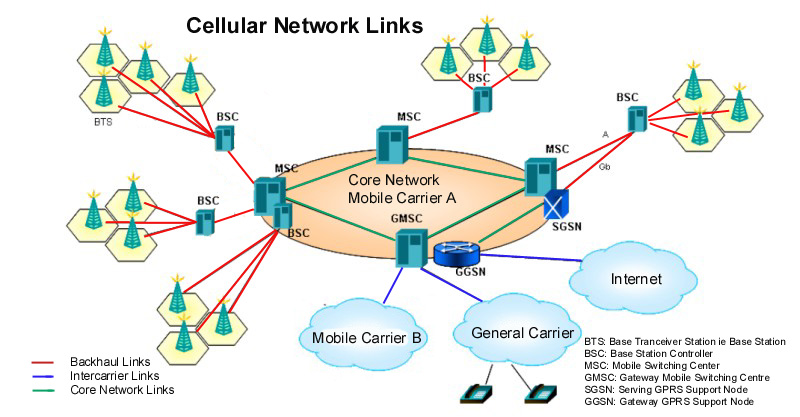 Cellular Network Links
BTS
BSC
BSC
MSC
BSC
A
Gb
MSC
MSC
Core Network
Mobile Carrier A
BSC
BSC
GMSC
SGSN
GGSN
Internet
Mobile Carrier B
General Carrier
Backhaul Links
Intercarrier Links
Core Network Links
BTS: Base Tranceiver Station ie Base Station
BSC: Base Station Controller
MSC: Mobile Switching Center
GMSC: Gateway Mobile Switching Centre
SGSN: Serving GPRS Support Node
GGSN: Gateway GPRS Support Node